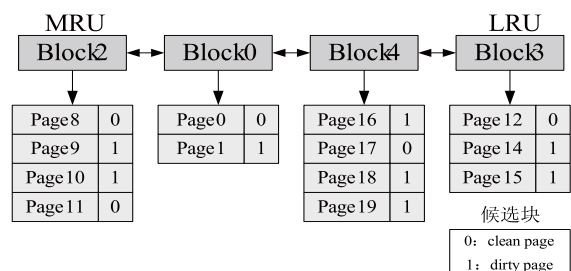 MRU LRU
Block2 Block0 Block4 Block3
Page8 0 Page0 0 Page16 1 Page12 0
Page9 1 Page1 1 Page17 0 Page14 1
Page10 1 Page18 1 Page15 1
Page11 0 Page19 1
候选块
0: clean page
1: dirty page